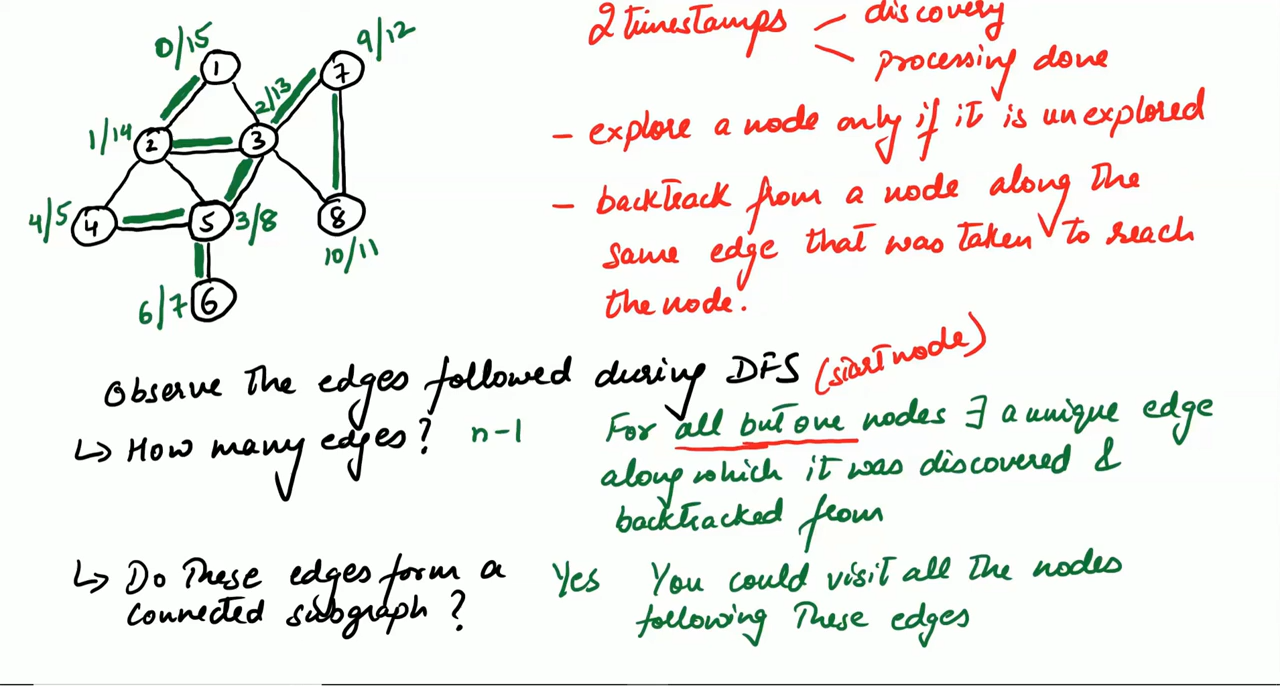 0/15
1
9/12
7
2/13
3
1/14
2
4/5
4
5
3/8
8
10/11
6/7
6
2 timestamps
discovery
processing done
- explore a node only if it is unexplored
- backtrack from a node along the
same edge that was taken to reach
the node.
Observe the edges followed during DFS (start node)
↳ How many edges? n-1
For all but one nodes ∃ a unique edge
along which it was discovered &
backtracked from
↳ Do these edges form a
connected subgraph?
Yes You could visit all the nodes
following these edges